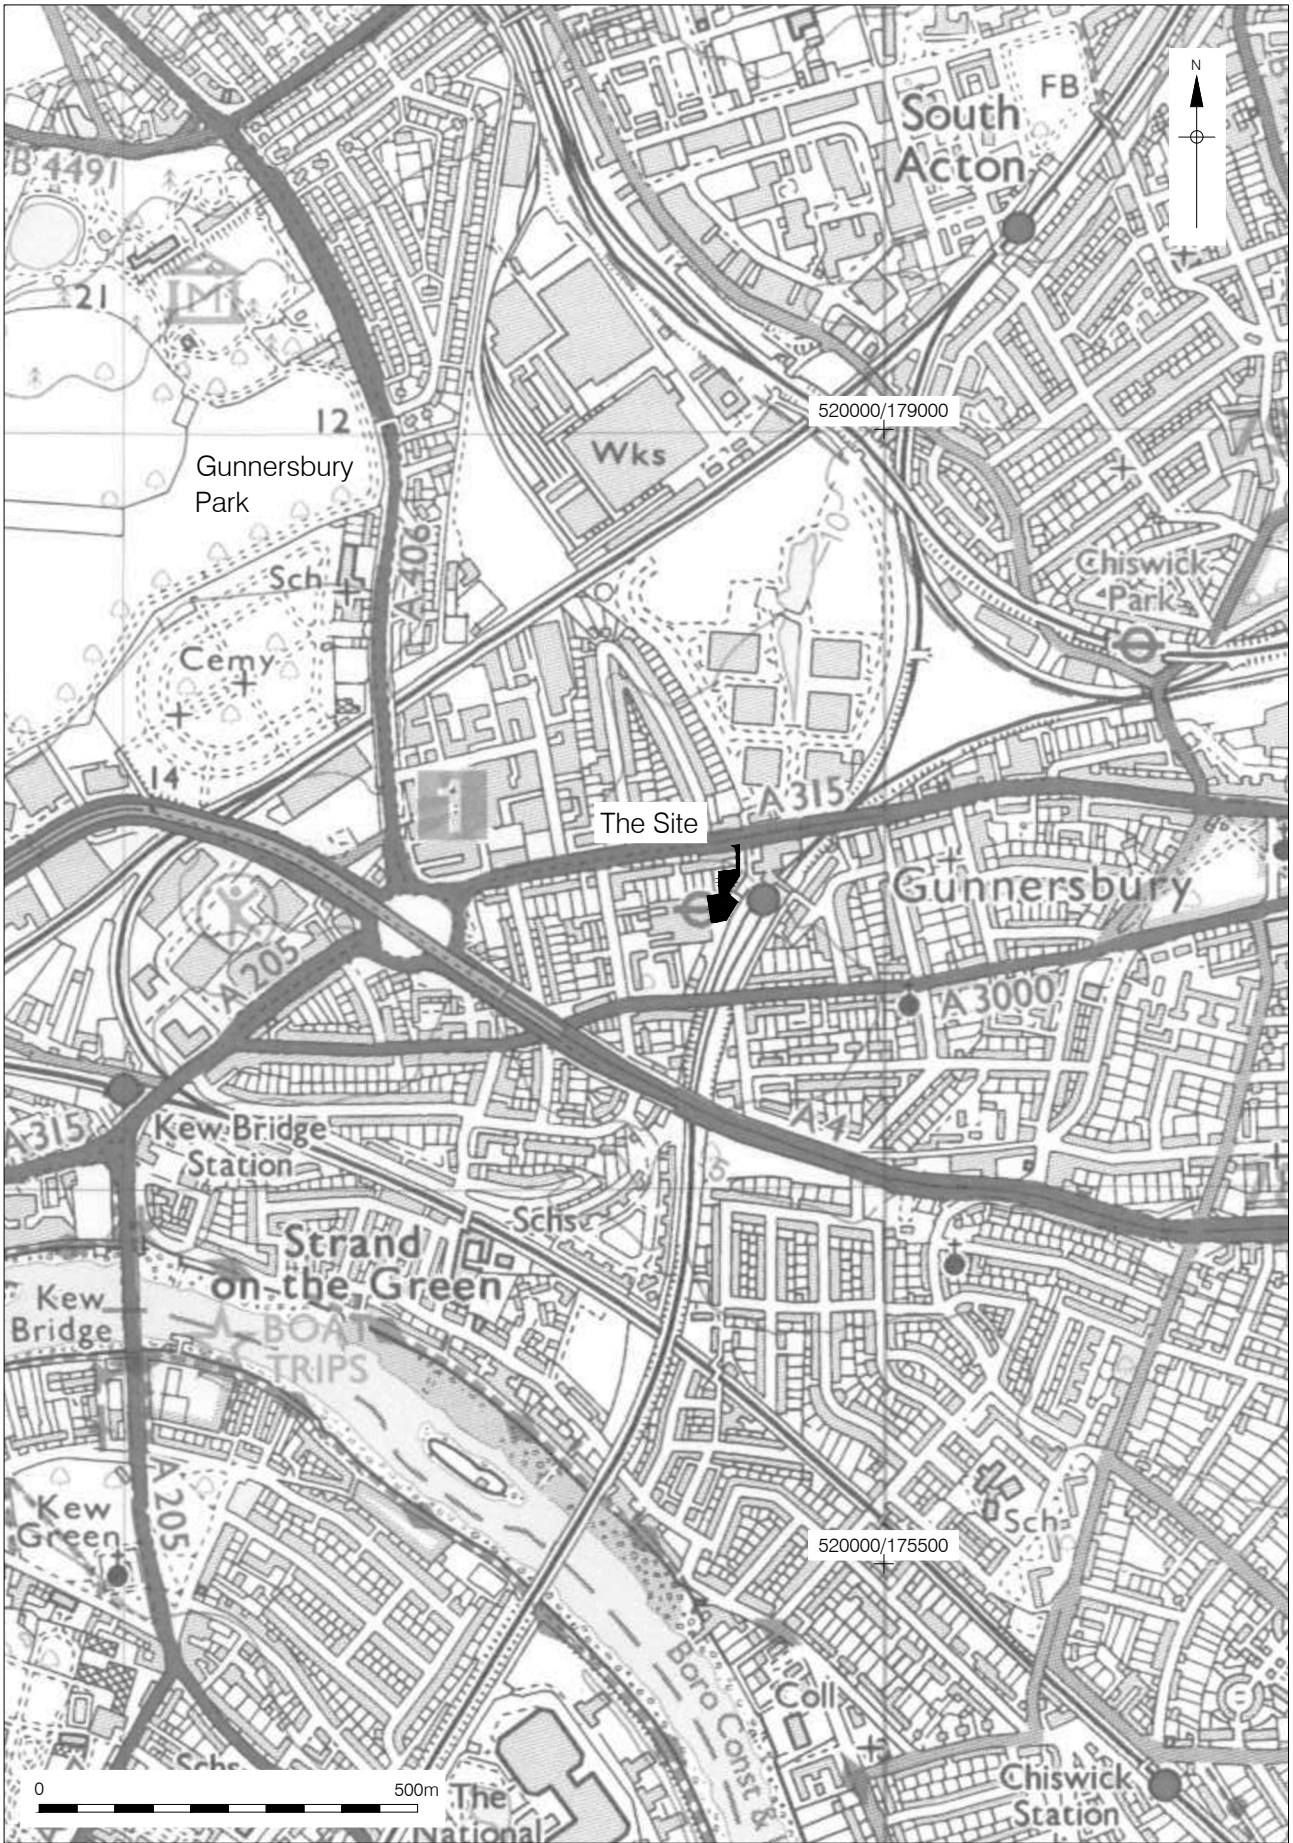 N
FB
South
Acton
B 4491
21
M
520000/179000
12
Wks
Gunnersbury
Park
A 406
Sch
10
Chiswick
Park
Cemy
14
A 315
The Site
Gunnersbury
A 205
A 3000
A 4
A 315
Kew Bridge
Station
5
Schs
Strand
on the Green
Kew
Bridge
BOAT
TRIPS
A 205
Kew
Green
Sch
520000/175500
Boro Const &
Coll
Schs
0
500m
The
National
Chiswick
Station